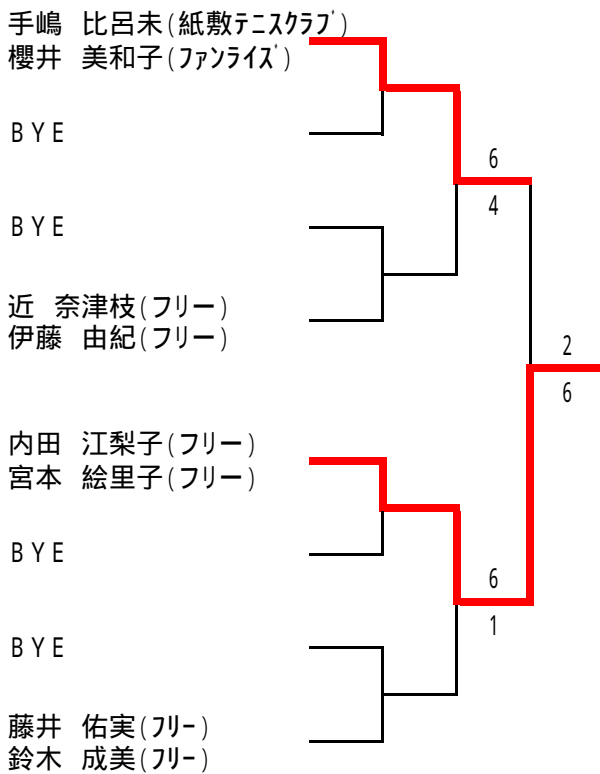 手嶋 比呂未(紙敷ﾃﾆｽｸﾗﾌﾞ)
櫻井 美和子(ﾌｧﾝﾗｲｽﾞ)
ＢＹＥ
6
4
ＢＹＥ
近 奈津枝(フリー)
伊藤 由紀(フリー)
2
6
内田 江梨子(フリー)
宮本 絵里子(フリー)
ＢＹＥ
6
1
ＢＹＥ
藤井 佑実(ﾌﾘｰ)
鈴木 成美(ﾌﾘｰ)